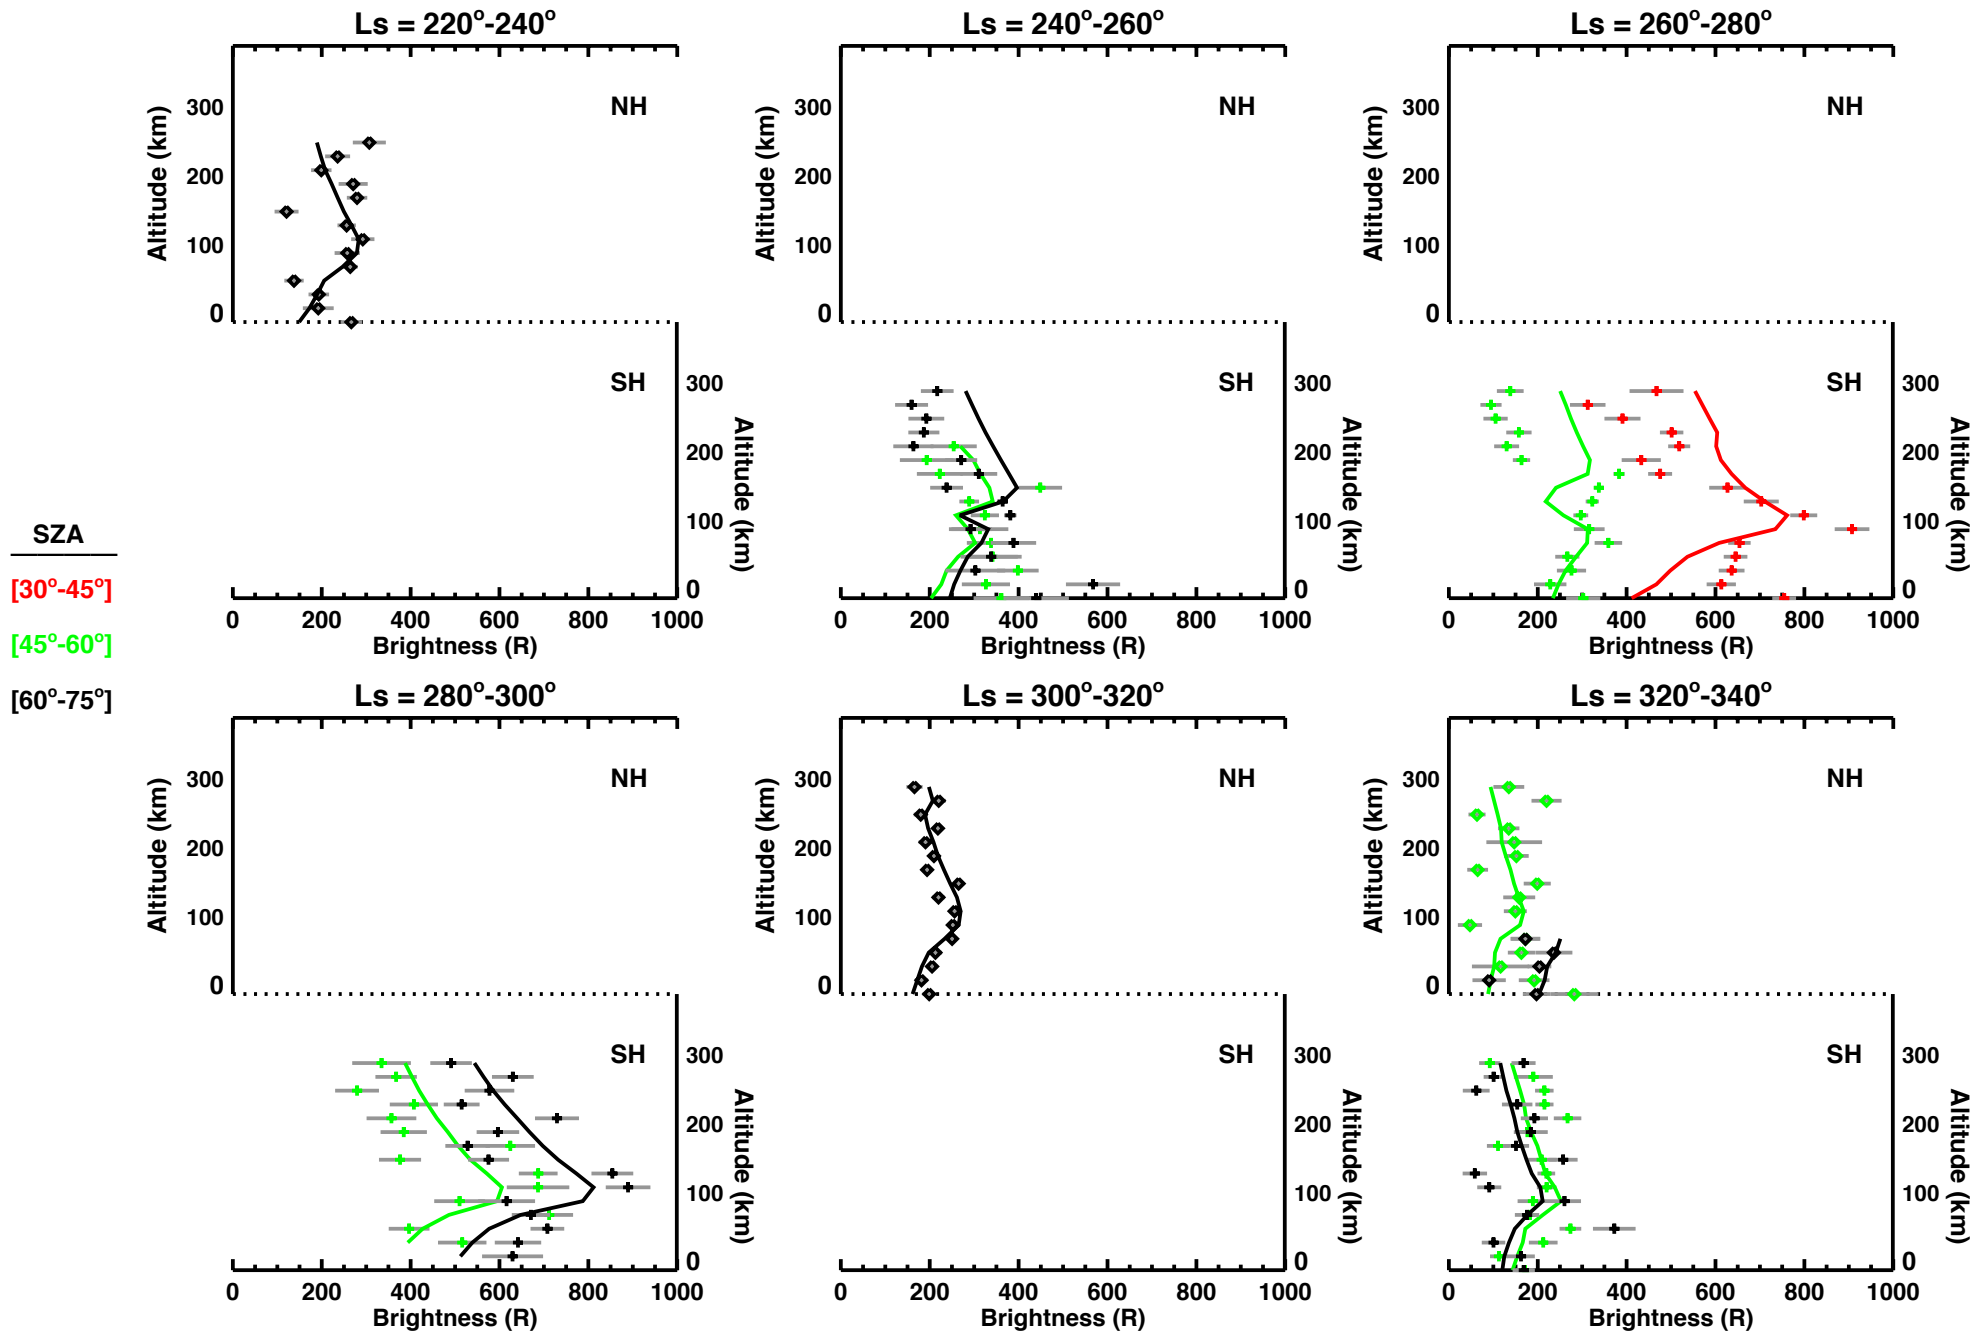 Ls = 220°-240°
Ls = 240°-260°
Ls = 260°-280°
NH
NH
NH
Altitude (km)
300
200
100
0
Altitude (km)
300
200
100
0
Altitude (km)
300
200
100
0
SH
SH
SH
300
200
100
0
Altitude (km)
300
200
100
0
Altitude (km)
300
200
100
0
Altitude (km)
0 200 400 600 800 1000
0 200 400 600 800 1000
0 200 400 600 800 1000
Brightness (R)
Brightness (R)
Brightness (R)
SZA
[30°-45°]
[45°-60°]
[60°-75°]
Ls = 280°-300°
Ls = 300°-320°
Ls = 320°-340°
NH
NH
NH
Altitude (km)
300
200
100
0
Altitude (km)
300
200
100
0
Altitude (km)
300
200
100
0
SH
SH
SH
300
200
100
0
Altitude (km)
300
200
100
0
Altitude (km)
300
200
100
0
Altitude (km)
0 200 400 600 800 1000
0 200 400 600 800 1000
0 200 400 600 800 1000
Brightness (R)
Brightness (R)
Brightness (R)